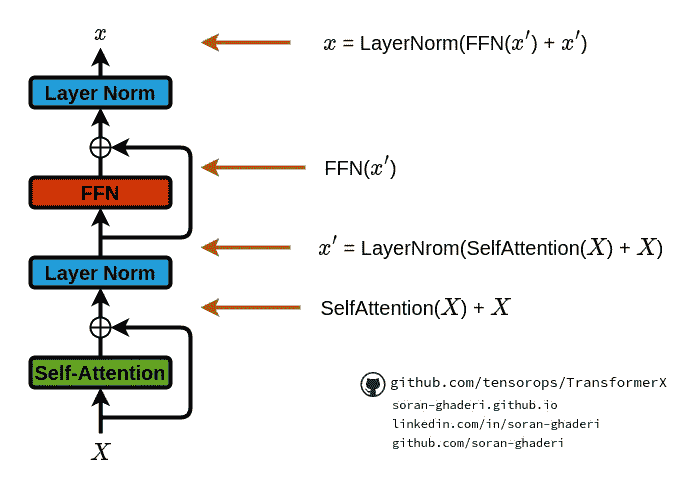 x
x = LayerNorm(FFN(x′) + x′)
Layer Norm
FFN(x′)
FFN
x′ = LayerNrom(SelfAttention(X) + X)
Layer Norm
SelfAttention(X) + X
Self-Attention
X
github.com/tensorops/TransformerX
soran-ghaderi.github.io
linkedin.com/in/soran-ghaderi
github.com/soran-ghaderi